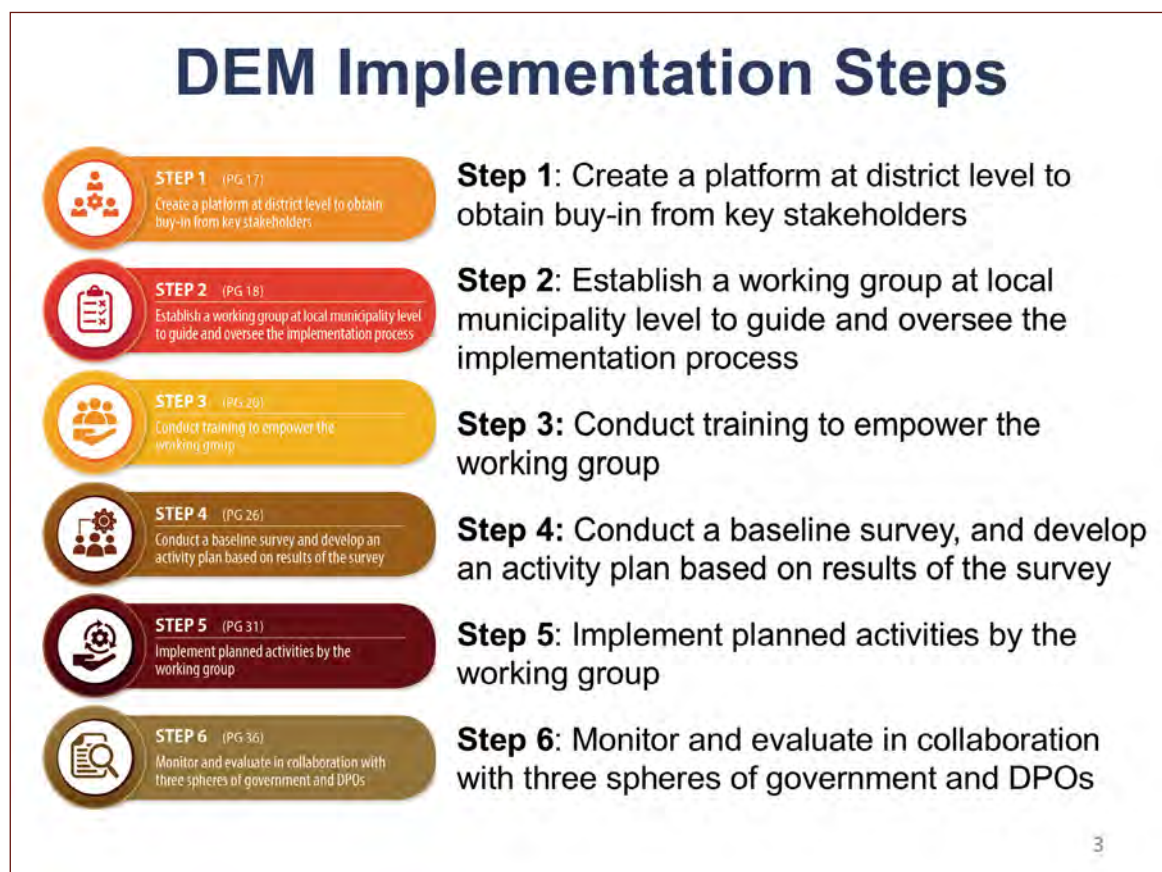 DEM Implementation Steps
STEP 1 (PG 17)
Create a platform at district level to obtain
buy-in from key stakeholders
Step 1: Create a platform at district level to
obtain buy-in from key stakeholders
STEP 2 (PG 18)
Establish a working group at local municipality level
to guide and oversee the implementation process
Step 2: Establish a working group at local
municipality level to guide and oversee the
implementation process
STEP 3 (PG 20)
Conduct training to empower the
working group
Step 3: Conduct training to empower the
working group
STEP 4 (PG 26)
Conduct a baseline survey and develop an
activity plan based on results of the survey
Step 4: Conduct a baseline survey, and develop
an activity plan based on results of the survey
STEP 5 (PG 31)
Implement planned activities by the
working group
Step 5: Implement planned activities by the
working group
STEP 6 (PG 36)
Monitor and evaluate in collaboration with
three spheres of government and DPOs
Step 6: Monitor and evaluate in collaboration
with three spheres of government and DPOs
3